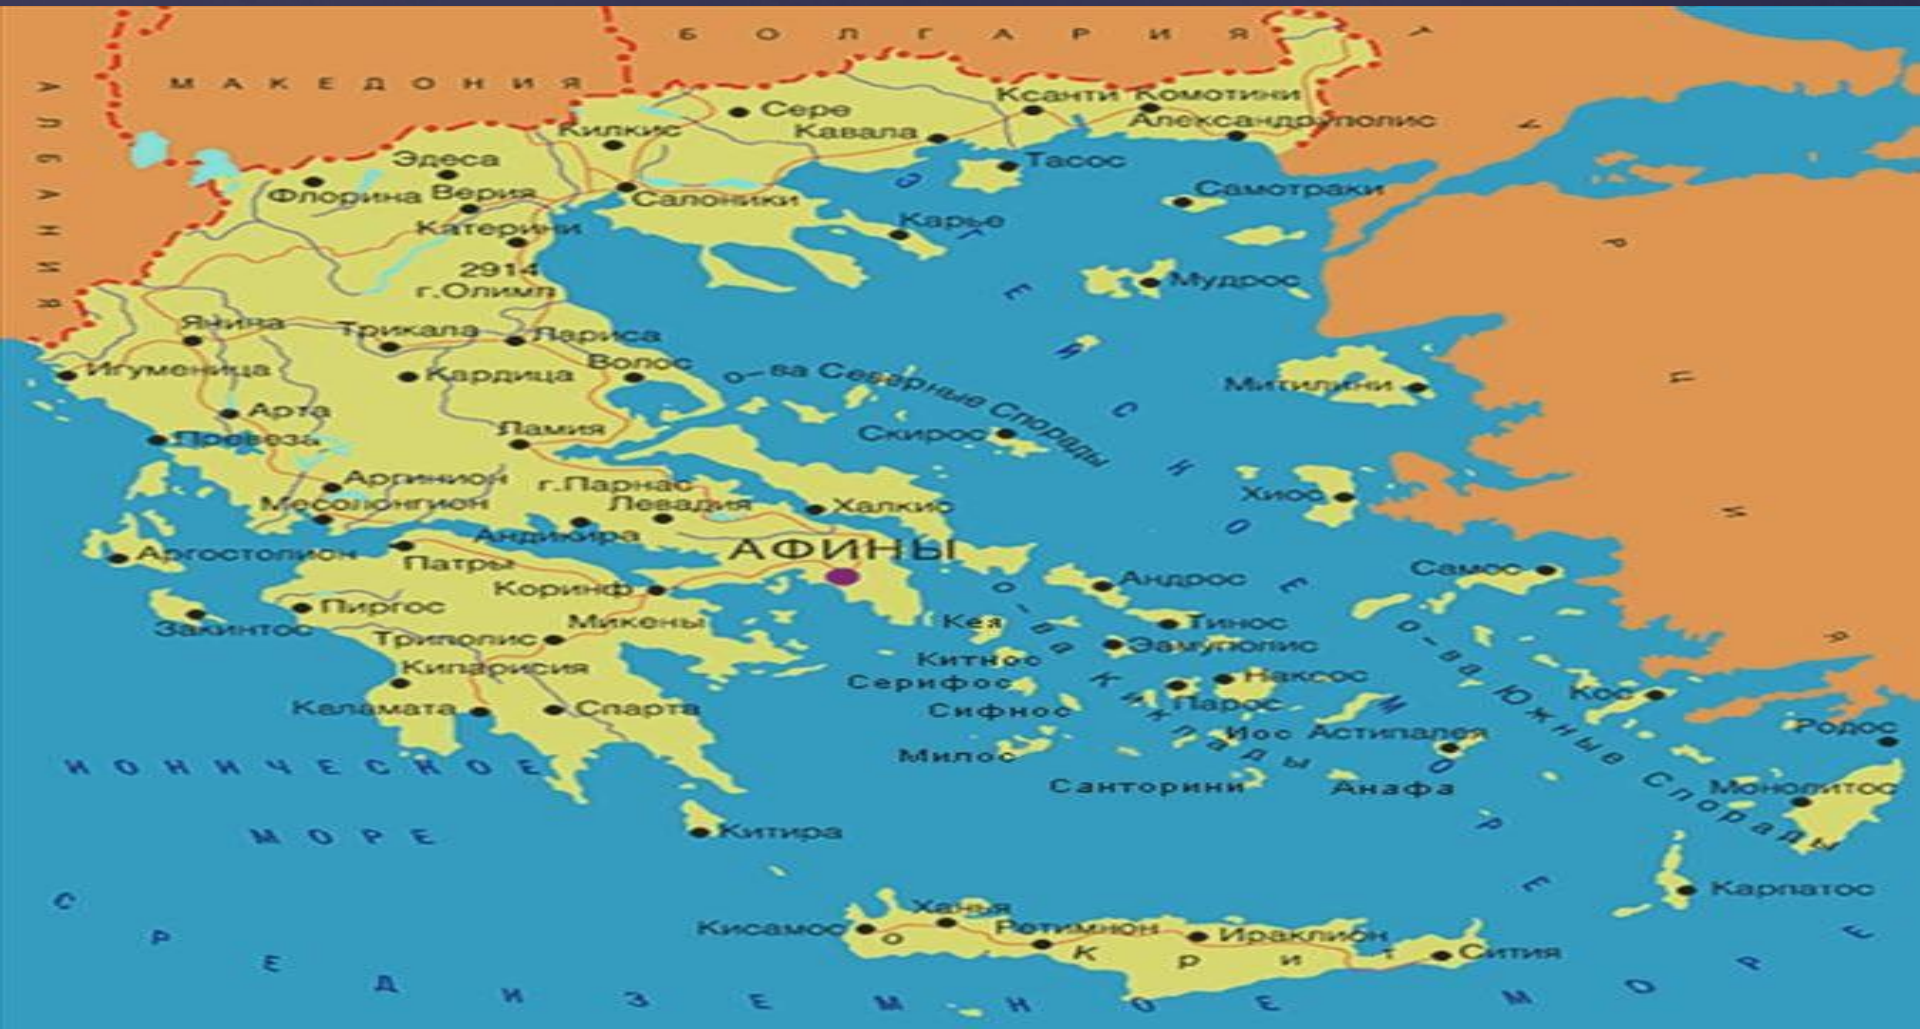 БОЛГАРИЯ
МАКЕДОНИЯ
АЛБАНИЯ
ТУРЦИЯ
Сере
Ксанти
Комотини
Килкис
Кавала
Александруполис
Эдеса
Тасос
Флорина
Верия
Салоники
Самотраки
Катерини
Карье
2914
г.Олимп
Мудрос
Янина
Трикала
Лариса
Игуменица
Кардица
Волос
о-ва Северные Спорады
Митилини
Арта
Превеза
Ламия
Скирос
Аргинион
г.Парнас
Месолонгион
Левадия
Халкис
Хиос
Андикира
АФИНЫ
Аргостолион
Патры
Коринф
Андрос
Самос
Пиргос
Закинтос
Микены
Кея
Тинос
Триполис
Эамуполис
Китнос
Кипарисия
Серифос
Наксос
Кос
Каламата
Спарта
Сифнос
Парос
о-ва Киклады
о-ва Южные Спорады
Иос
Астипалея
Родос
Милос
Санторини
Анафа
Монолитос
ЭГЕЙСКОЕ МОРЕ
ИОНИЧЕСКОЕ
МОРЕ
Китира
Карпатос
Кисамос
Ханья
Ретимнон
Ираклион
Сития
о. Крит
СРЕДИЗЕМНОЕ МОРЕ